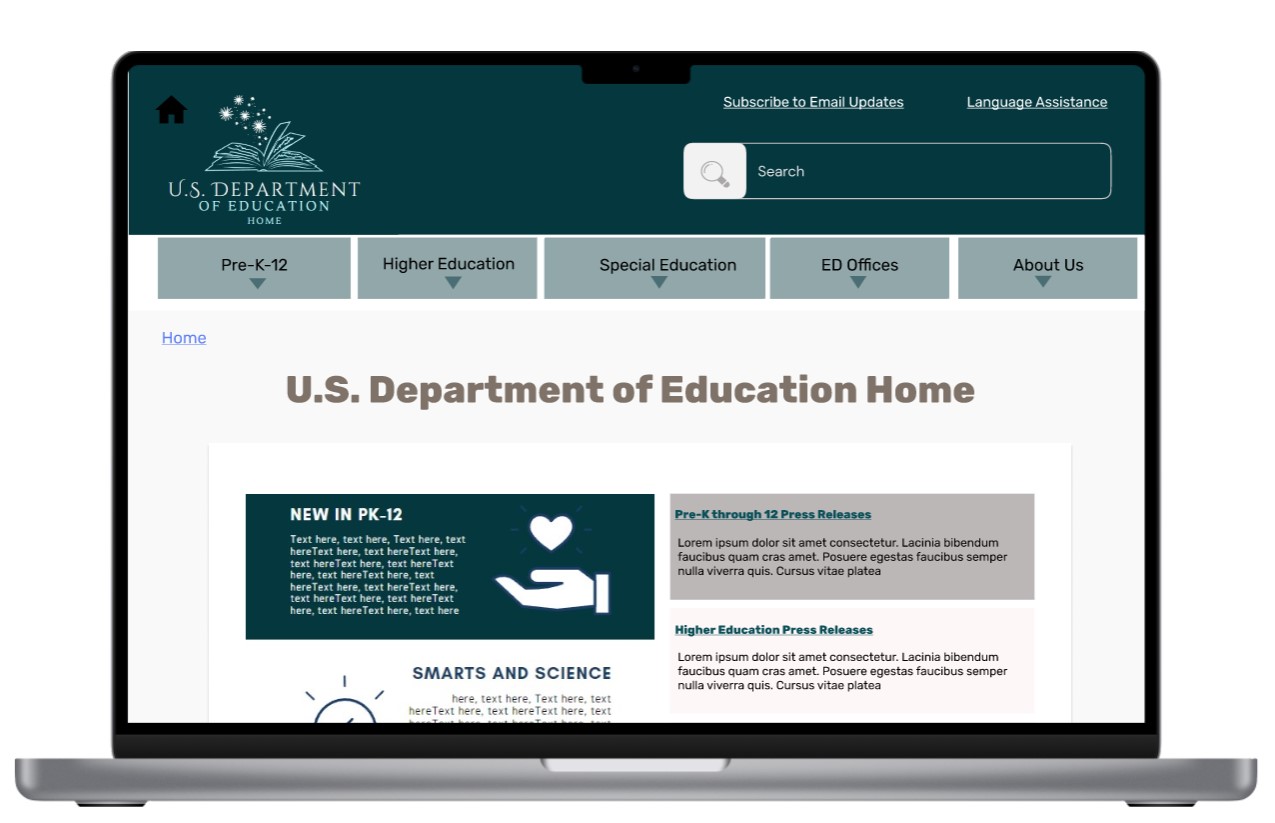 Subscribe to Email Updates
Language Assistance
U.S. DEPARTMENT
OF EDUCATION
HOME
Search
Pre-K-12
Higher Education
Special Education
ED Offices
About Us
Home
U.S. Department of Education Home
NEW IN PK-12
Text here, text here, Text here, text
hereText here, text hereText here,
text hereText here, text hereText
here, text hereText here, text
hereText here, text hereText here,
text hereText here, text hereText
here, text hereText here, text here
SMARTS AND SCIENCE
here, text here, Text here, text
hereText here, text hereText here, text
hereText here, text hereText here, text
Pre-K through 12 Press Releases
Lorem ipsum dolor sit amet consectetur. Lacinia bibendum
faucibus quam cras amet. Posuere egestas faucibus semper
nulla viverra quis. Cursus vitae platea
Higher Education Press Releases
Lorem ipsum dolor sit amet consectetur. Lacinia bibendum
faucibus quam cras amet. Posuere egestas faucibus semper
nulla viverra quis. Cursus vitae platea